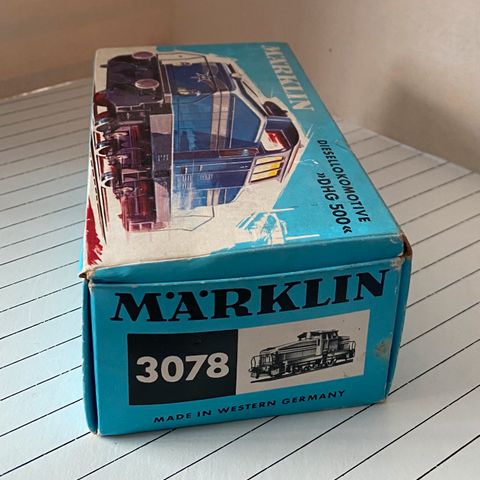 MÄRKLIN
DIESELLOKOMOTIVE
»DHG 500«
MÄRKLIN
3078
MADE IN WESTERN GERMANY